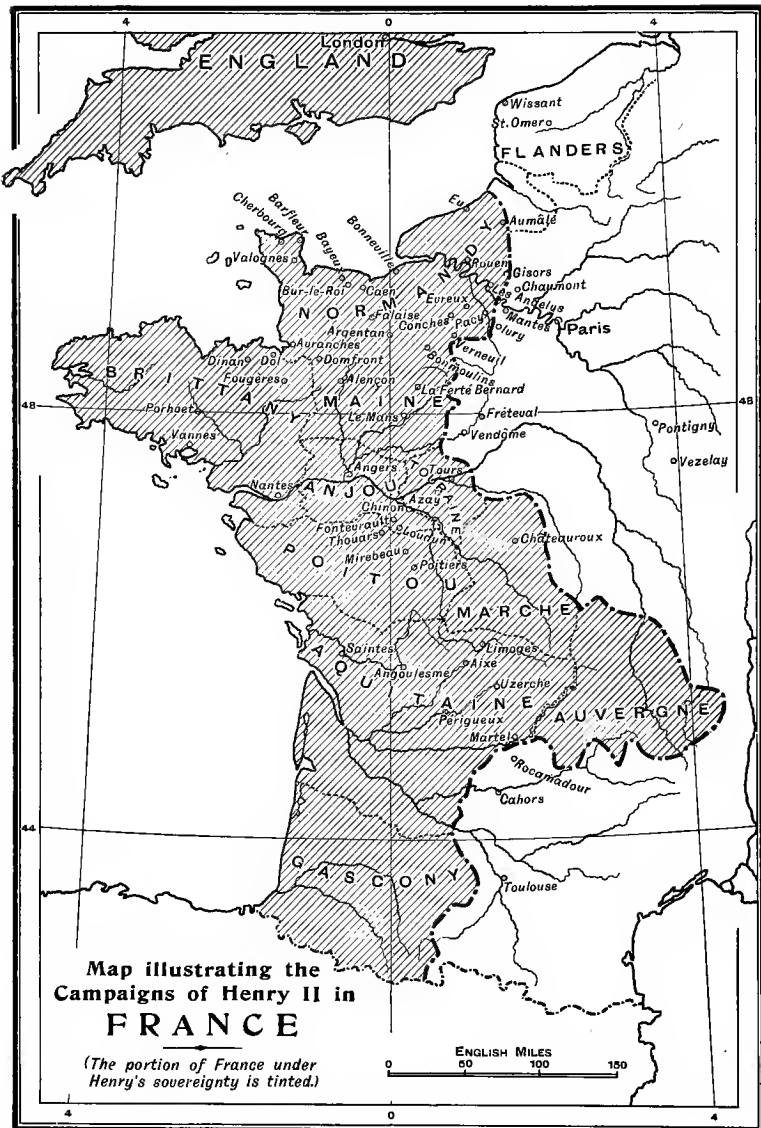 4
0
4
London
ENGLAND
Wissant
St. Omer
FLANDERS
Eu
Aumâle
Cherbourg
Barfleur
Bayeux
Bonneville
Valognes
Rouen
Gisors
Les Andelys
Chaumont
Bur-le-Roi
Caen
NORMANDY
Evreux
Mantes
Paris
Falaise
Conches
Pacy
Ivry
Argentan
Avranches
Verneuil
Dinan
Dol
Domfront
Bonmoulins
BRITTANY
Fougères
Alençon
La Ferté Bernard
MAINE
48
48
Porhoet
Le Mans
Fréteval
Pontigny
Vannes
Vendôme
Vezelay
Angers
Tours
Nantes
ANJOU
TOURAINE
Azay
Chinon
Fontevrault
Loudun
Thouars
Châteauroux
Mirebeau
POITOU
Poitiers
MARCHE
Saintes
Limoges
Angoulesme
Aixe
AQUITAINE
Uzerche
AUVERGNE
Périgueux
Martel
Rocamadour
Cahors
44
44
GASCONY
Toulouse
Map illustrating the
Campaigns of Henry II in
FRANCE
(The portion of France under
Henry's sovereignty is tinted.)
ENGLISH MILES
0 50 100 150
4
0
4